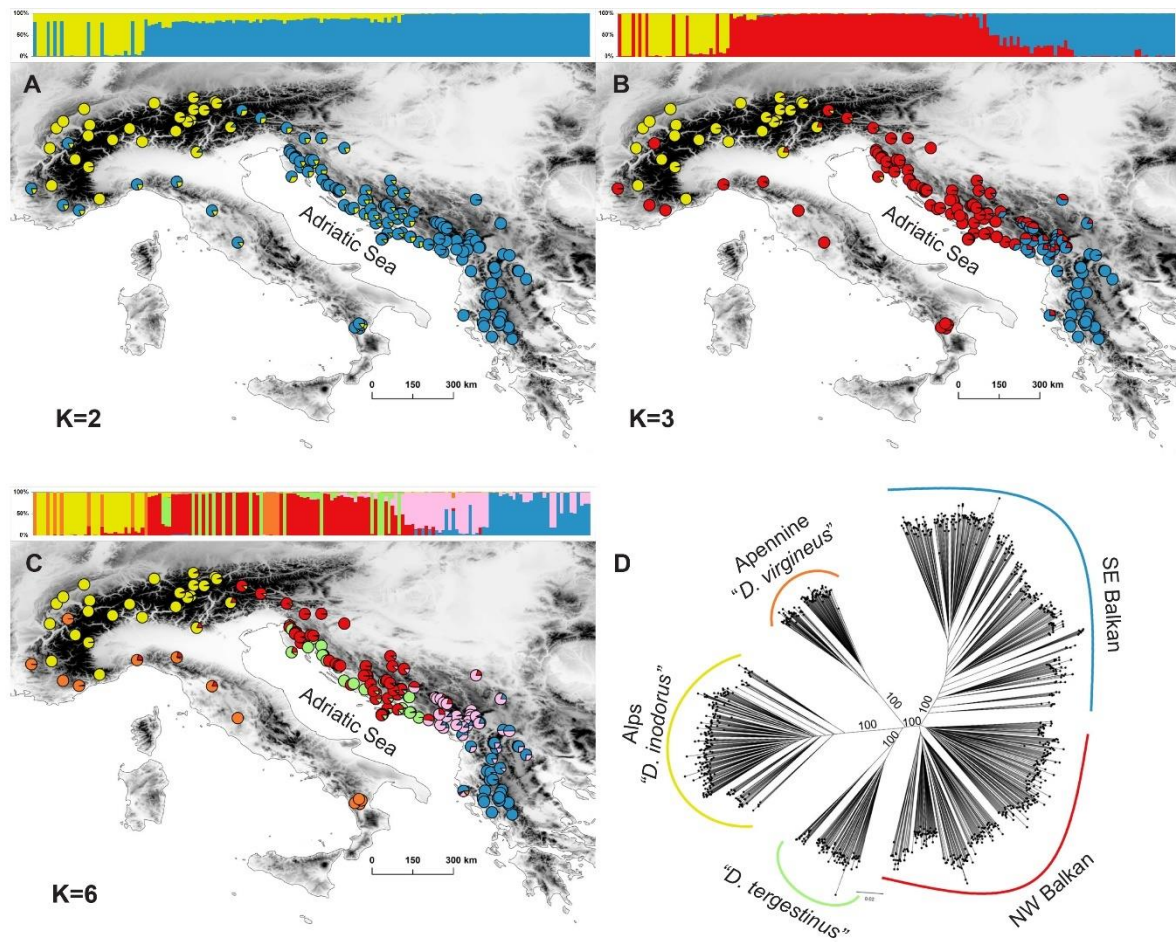 100%
50%
0%
A
Adriatic Sea
0 150 300 km
K=2
100%
50%
0%
B
Adriatic Sea
0 150 300 km
K=3
100%
50%
0%
C
Adriatic Sea
0 150 300 km
K=6
D
Apennine
"D. virgineus"
SE Balkan
Alps
"D. inodorus"
100
100
100
100
100
"D. tergestinus"
NW Balkan